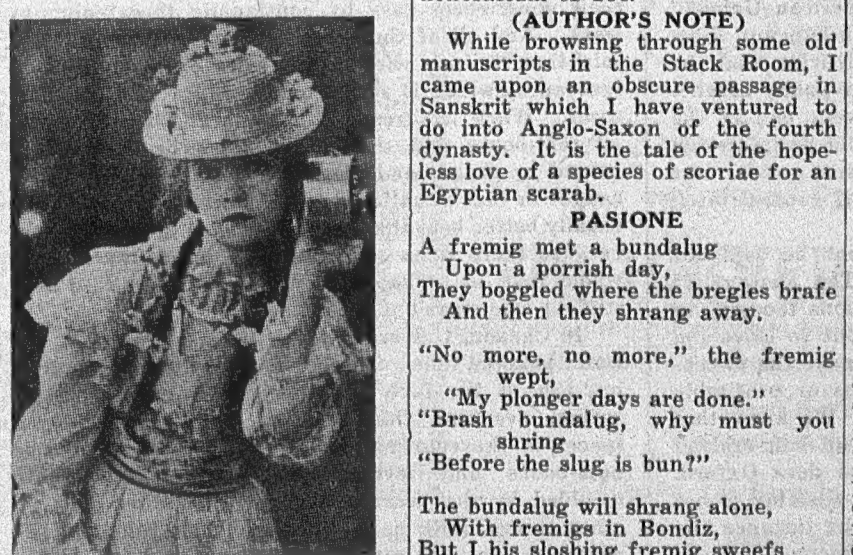 (AUTHOR'S NOTE)
While browsing through some old
manuscripts in the Stack Room, I
came upon an obscure passage in
Sanskrit which I have ventured to
do into Anglo-Saxon of the fourth
dynasty. It is the tale of the hope-
less love of a species of scoriae for an
Egyptian scarab.
PASIONE
A fremig met a bundalug
Upon a porrish day,
They boggled where the bregles brafe
And then they shrang away.
"No more, no more," the fremig
wept,
"My plonger days are done."
"Brash bundalug, why must you
shring
"Before the slug is bun?"
The bundalug will shrang alone,
With fremigs in Bondiz,
But I his sloshing fremig sweefs